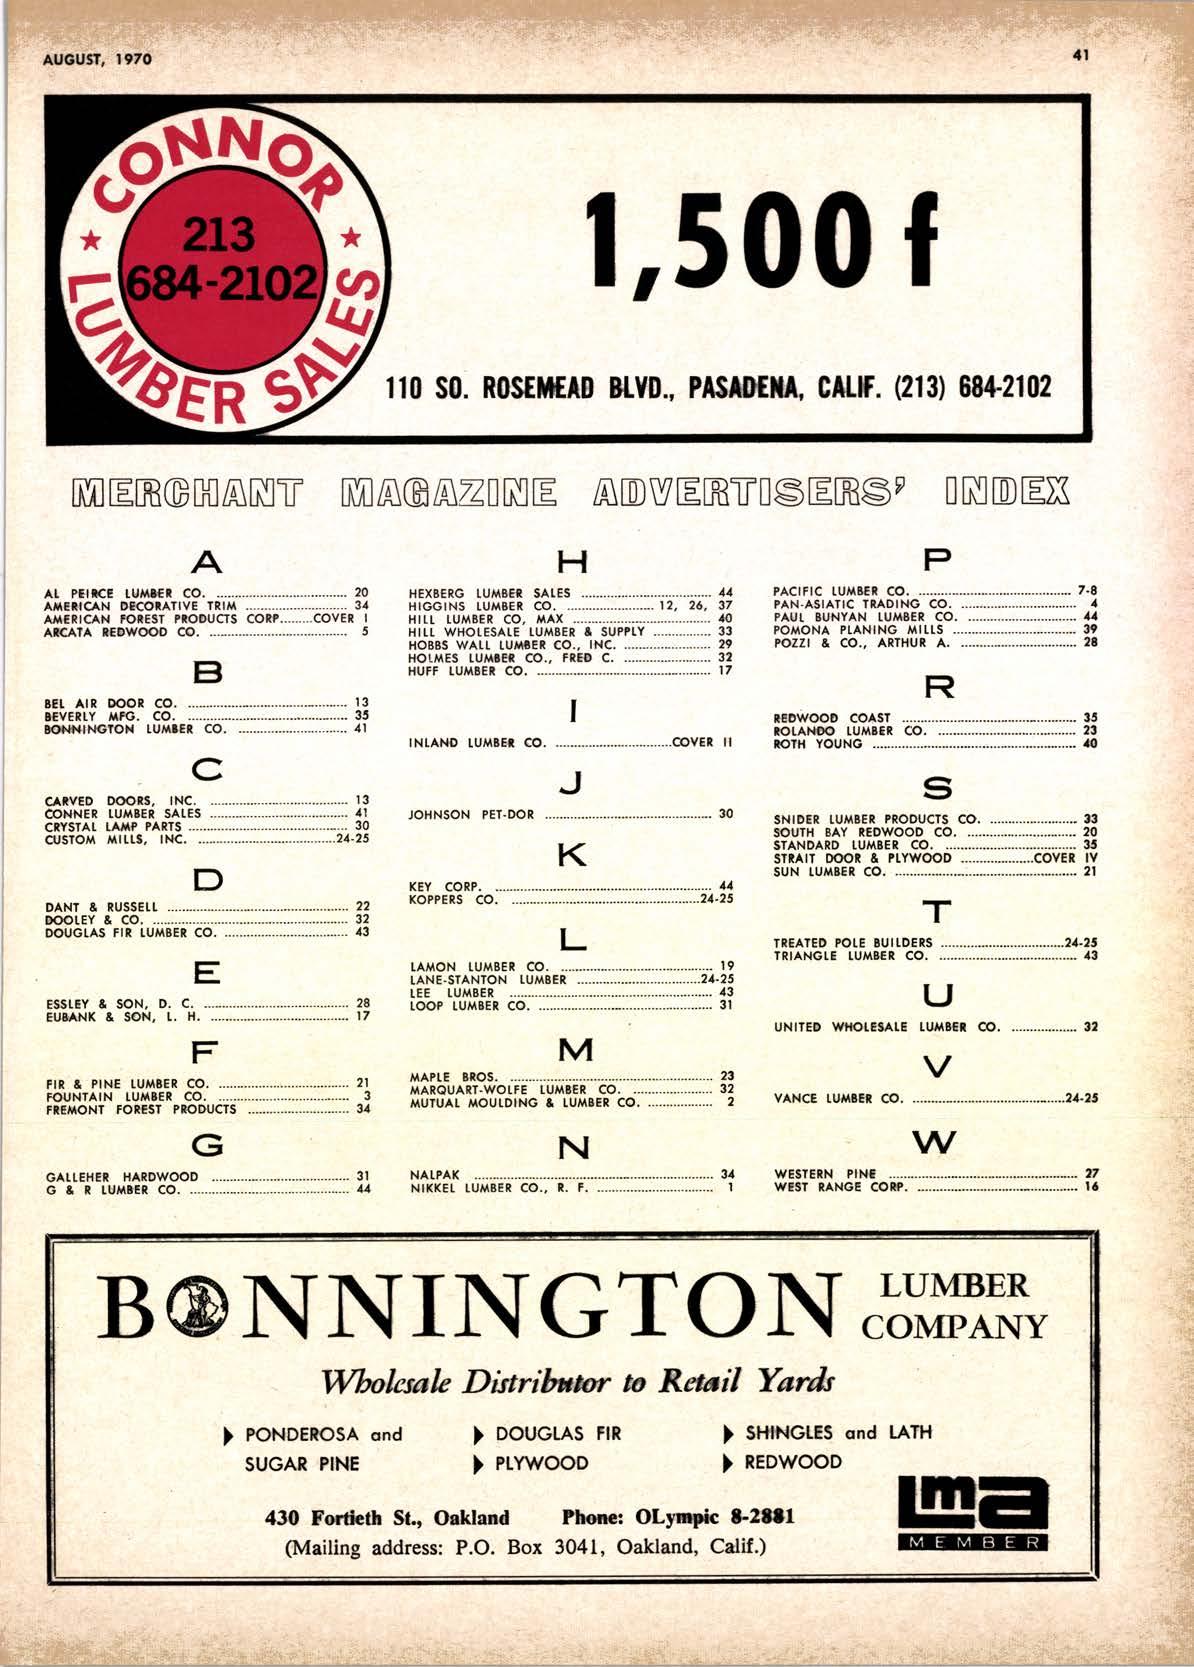 AUGUST, 1970
41
CONNOR
LUMBER SALES
213
684-2102
1,500 f
110 SO. ROSEMEAD BLVD., PASADENA, CALIF. (213) 684-2102
MERCHANT MAGAZINE ADVERTISERS' INDEX
A
AL PEIRCE LUMBER CO. 20
AMERICAN DECORATIVE TRIM 34
AMERICAN FOREST PRODUCTS CORP. COVER I
ARCATA REDWOOD CO. 5
B
BEL AIR DOOR CO. 13
BEVERLY MFG. CO. 35
BONNINGTON LUMBER CO. 41
C
CARVED DOORS, INC. 13
CONNER LUMBER SALES 41
CRYSTAL LAMP PARTS 30
CUSTOM MILLS, INC. 24-25
D
DANT & RUSSELL 22
DOOLEY & CO. 32
DOUGLAS FIR LUMBER CO. 43
E
ESSLEY & SON, D. C. 28
EUBANK & SON, L. H. 17
F
FIR & PINE LUMBER CO. 21
FOUNTAIN LUMBER CO. 3
FREMONT FOREST PRODUCTS 34
G
GALLEHER HARDWOOD 31
G & R LUMBER CO. 44
H
HEXBERG LUMBER SALES 44
HIGGINS LUMBER CO. 12, 26, 37
HILL LUMBER CO, MAX 40
HILL WHOLESALE LUMBER & SUPPLY 33
HOBBS WALL LUMBER CO., INC. 29
HOLMES LUMBER CO., FRED C. 32
HUFF LUMBER CO. 17
I
INLAND LUMBER CO. COVER II
J
JOHNSON PET-DOR 30
K
KEY CORP. 44
KOPPERS CO. 24-25
L
LAMON LUMBER CO. 19
LANE-STANTON LUMBER 24-25
LEE LUMBER 43
LOOP LUMBER CO. 31
M
MAPLE BROS. 23
MARQUART-WOLFE LUMBER CO. 32
MUTUAL MOULDING & LUMBER CO. 2
N
NALPAK 34
NIKKEL LUMBER CO., R. F. 1
P
PACIFIC LUMBER CO. 7-8
PAN-ASIATIC TRADING CO. 4
PAUL BUNYAN LUMBER CO. 44
POMONA PLANING MILLS 39
POZZI & CO., ARTHUR A. 28
R
REDWOOD COAST 35
ROLANDO LUMBER CO. 23
ROTH YOUNG 40
S
SNIDER LUMBER PRODUCTS CO. 33
SOUTH BAY REDWOOD CO. 20
STANDARD LUMBER CO. 35
STRAIT DOOR & PLYWOOD COVER IV
SUN LUMBER CO. 21
T
TREATED POLE BUILDERS 24-25
TRIANGLE LUMBER CO. 43
U
UNITED WHOLESALE LUMBER CO. 32
V
VANCE LUMBER CO. 24-25
W
WESTERN PINE 27
WEST RANGE CORP. 16
BONNINGTON LUMBER
COMPANY
Wholesale Distributor to Retail Yards
PONDEROSA and
SUGAR PINE
DOUGLAS FIR
PLYWOOD
SHINGLES and LATH
REDWOOD
430 Fortieth St., Oakland Phone: OLympic 8-2881
(Mailing address: P.O. Box 3041, Oakland, Calif.)
lma
MEMBER